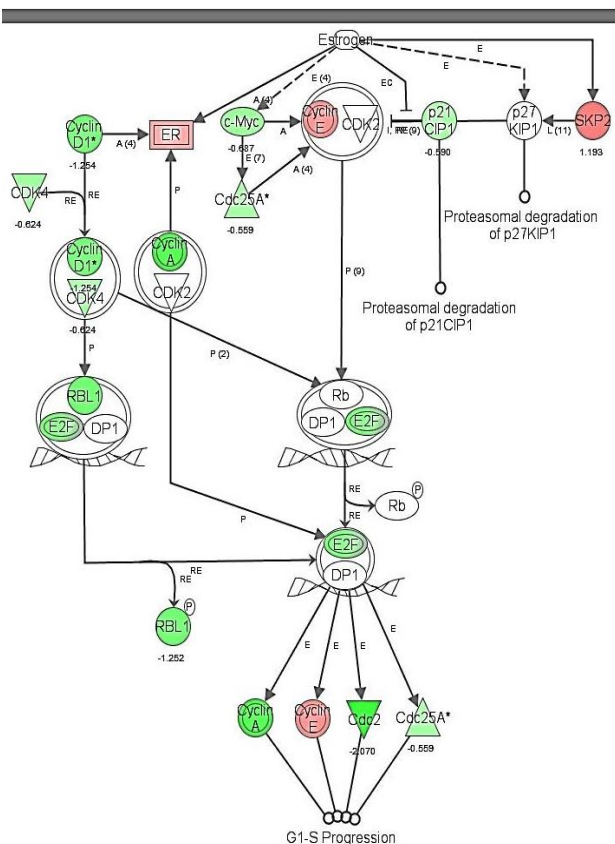 Estrogen
E
E
E (4)
EC
A (4)
Cyclin
D1*
-1.254
A (4)
ER
c-Myc
-0.687
A
Cyclin
E
CDK2
I, PE (9)
p21
CIP1
-0.590
p27
KIP1
L (11)
SKP2
1.193
E (7)
A (4)
Cdc25A*
-0.559
CDK4
-0.624
RE
RE
P
Proteasomal degradation
of p27KIP1
Cyclin
D1*
-1.254
CDK4
-0.624
Cyclin
A
CDK2
P (9)
Proteasomal degradation
of p21CIP1
P
P (2)
RBL1
E2F
DP1
Rb
DP1
E2F
RE
RE
Rb
P
P
E2F
DP1
RE
RE
P
RBL1
-1.252
E
E
E
E
Cyclin
A
Cyclin
E
Cdc2
-2.070
Cdc25A*
-0.559
G1-S Progression